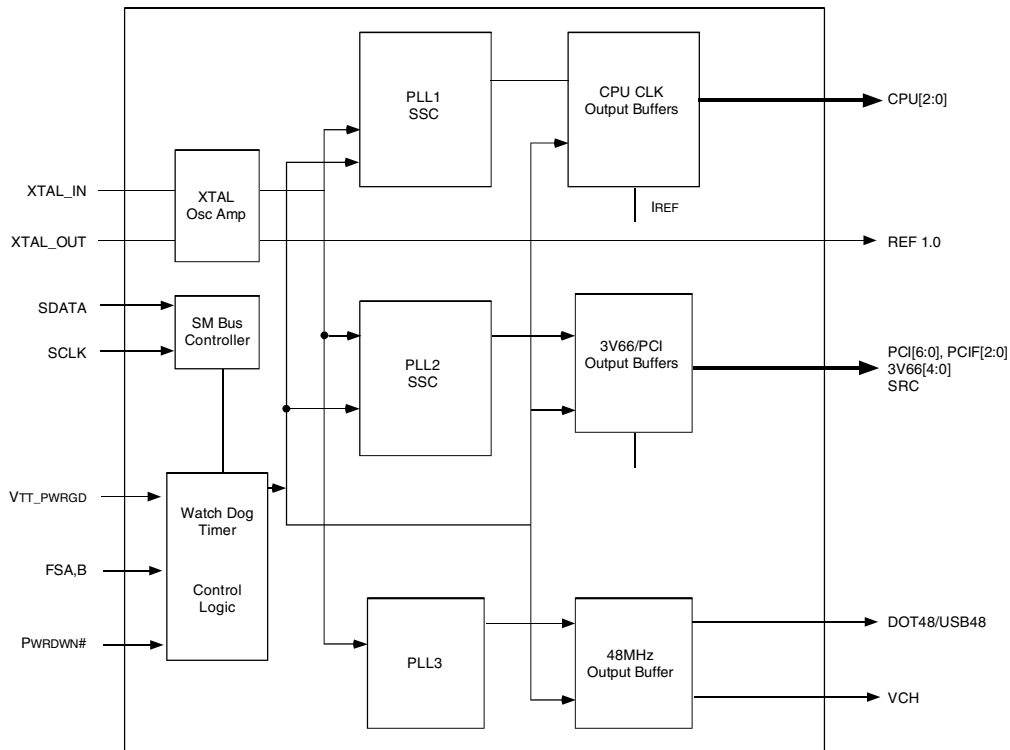 PLL1
SSC
CPU CLK
Output Buffers
CPU[2:0]
XTAL_IN
XTAL
Osc Amp
IREF
XTAL_OUT
REF 1.0
SDATA
SM Bus
Controller
SCLK
PLL2
SSC
3V66/PCI
Output Buffers
PCI[6:0], PCIF[2:0]
3V66[4:0]
SRC
VTT_PWRGD
Watch Dog
Timer
FSA,B
Control
Logic
PWRDWN#
PLL3
48MHz
Output Buffer
DOT48/USB48
VCH